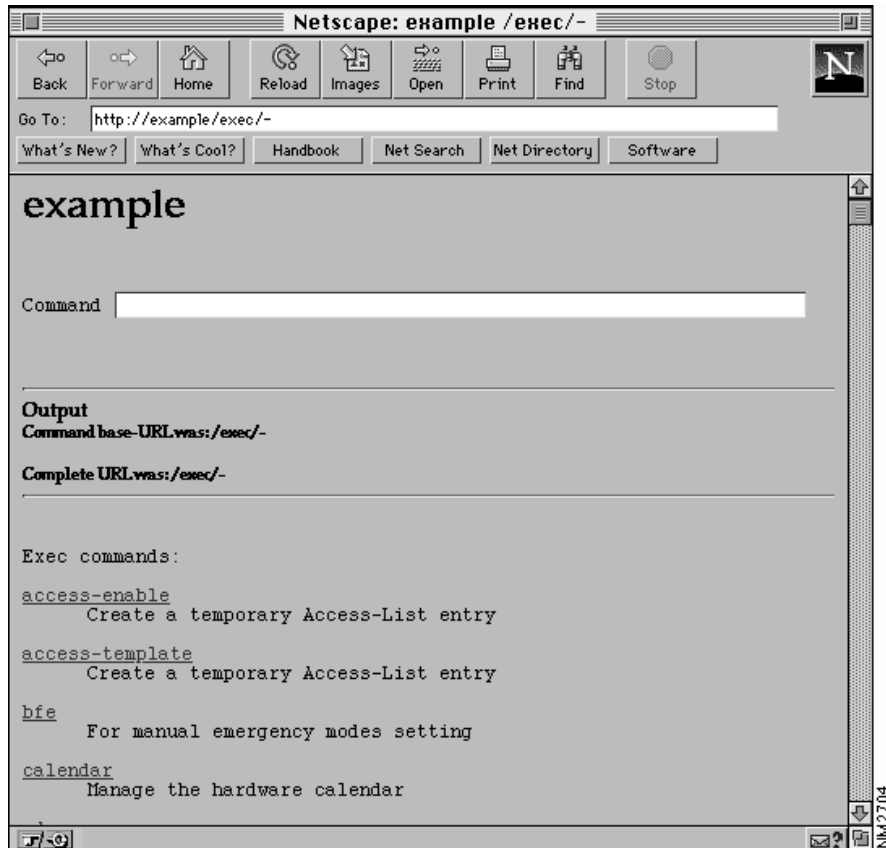 Netscape: example /exec/-
Back Forward Home Reload Images Open Print Find Stop
N
Go To: http://example/exec/-
What's New? What's Cool? Handbook Net Search Net Directory Software
example
Command
Output
Command base-URL was: /exec/-
Complete URL was: /exec/-
Exec commands:
access-enable
Create a temporary Access-List entry
access-template
Create a temporary Access-List entry
bfe
For manual emergency modes setting
calendar
Manage the hardware calendar
NM2704